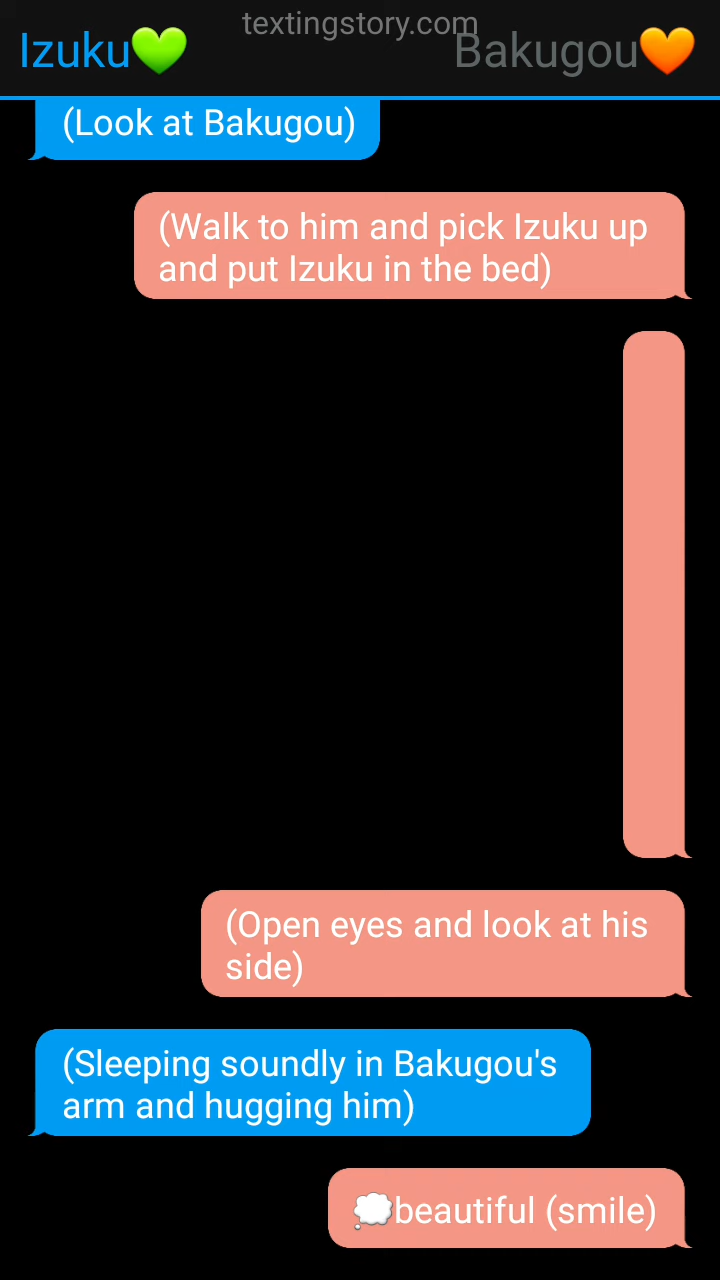 textingstory.com
Izuku💚 Bakugou🧡
(Look at Bakugou)
(Walk to him and pick Izuku up
and put Izuku in the bed)
(Open eyes and look at his
side)
(Sleeping soundly in Bakugou's
arm and hugging him)
💭beautiful (smile)